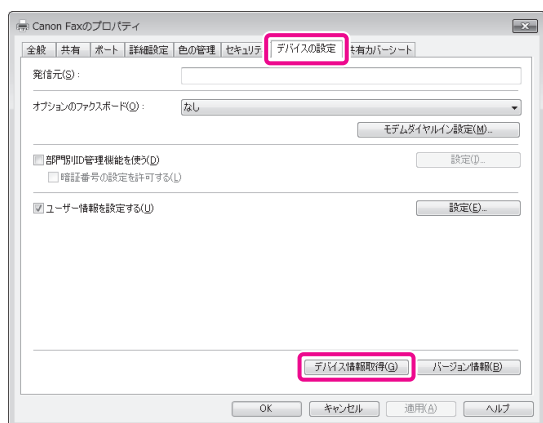 Canon Faxのプロパティ
全般 共有 ポート 詳細設定 色の管理 セキュリテ デバイスの設定 共有カバーシート
発信元(S):
オプションのファクスボード(O): なし
モデムダイヤルイン設定(M)...
部門別ID管理機能を使う(D) 設定(I)...
暗証番号の設定を許可する(L)
ユーザー情報を設定する(U) 設定(E)...
デバイス情報取得(G) バージョン情報(B)
OK キャンセル 適用(A) ヘルプ